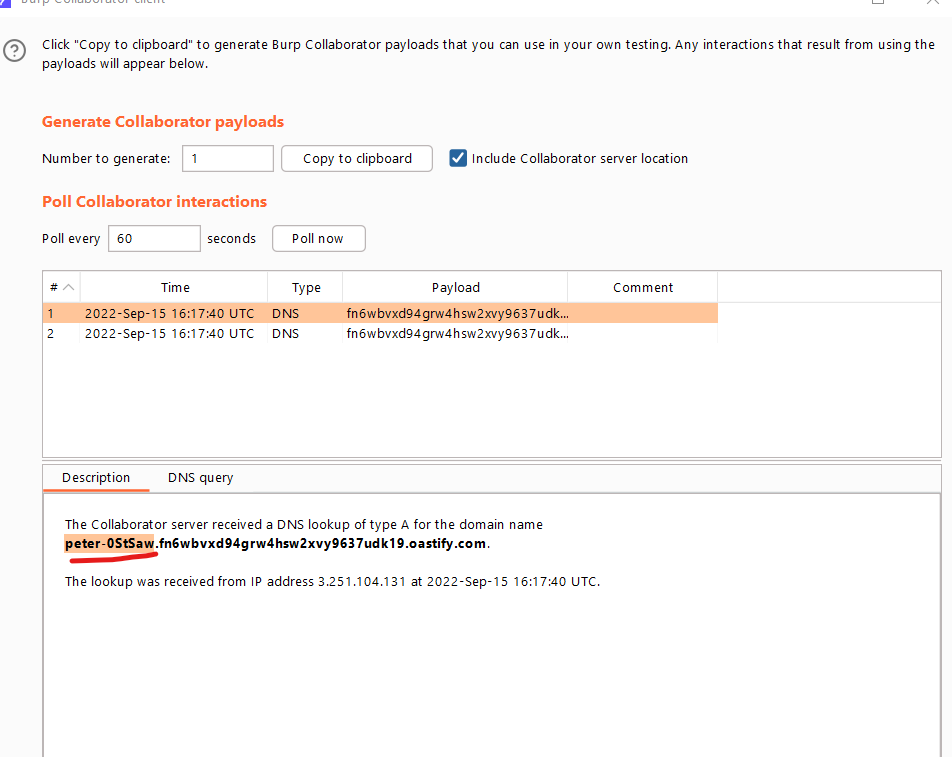 Burp Collaborator client
Click "Copy to clipboard" to generate Burp Collaborator payloads that you can use in your own testing. Any interactions that result from using the
payloads will appear below.
Generate Collaborator payloads
Number to generate: 1 Copy to clipboard Include Collaborator server location
Poll Collaborator interactions
Poll every 60 seconds Poll now
# Time Type Payload Comment
1 2022-Sep-15 16:17:40 UTC DNS fn6wbvxd94grw4hsw2xvy9637udk...
2 2022-Sep-15 16:17:40 UTC DNS fn6wbvxd94grw4hsw2xvy9637udk...
Description DNS query
The Collaborator server received a DNS lookup of type A for the domain name
peter-0StSaw.fn6wbvxd94grw4hsw2xvy9637udk19.oastify.com.
The lookup was received from IP address 3.251.104.131 at 2022-Sep-15 16:17:40 UTC.